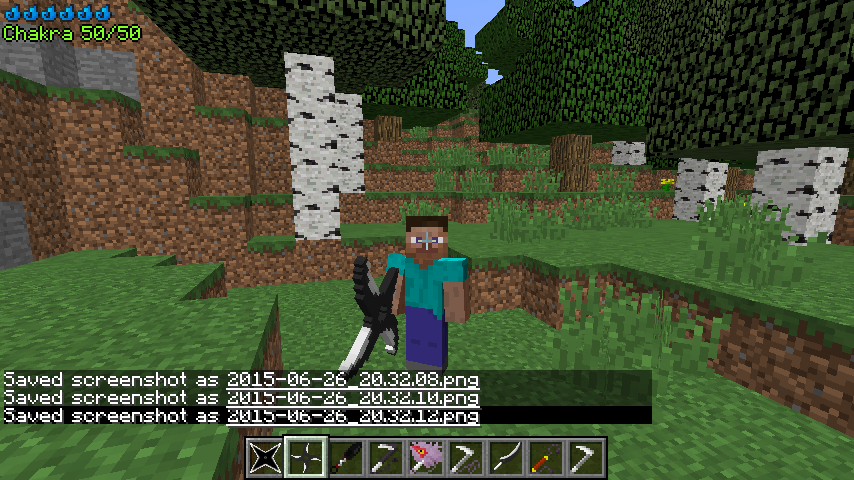 Chakra 50/50
Saved screenshot as 2015-06-26_20.32.08.png
Saved screenshot as 2015-06-26_20.32.10.png
Saved screenshot as 2015-06-26_20.32.12.png